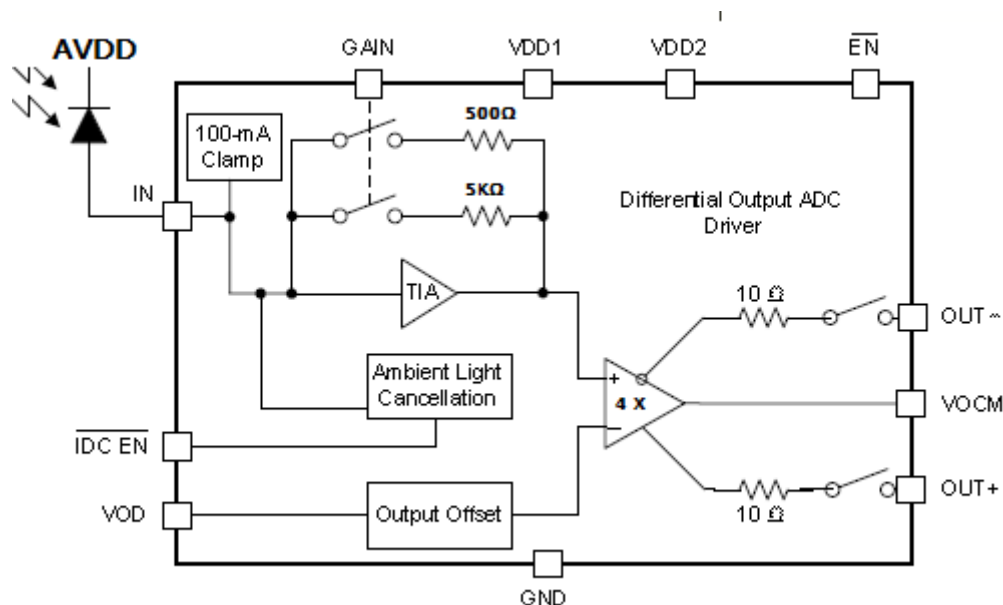 AVDD
GAIN
VDD1
VDD2
EN
100-mA
Clamp
500Ω
5KΩ
IN
Differential Output ADC
Driver
TIA
10 Ω
OUT -
Ambient Light
Cancellation
+
4 X
-
VOCM
IDC EN
VOD
Output Offset
10 Ω
OUT+
GND